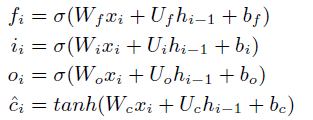 f_i = σ(W_f x_i + U_f h_{i−1} + b_f)
i_i = σ(W_i x_i + U_i h_{i−1} + b_i)
o_i = σ(W_o x_i + U_o h_{i−1} + b_o)
ĉ_i = tanh(W_c x_i + U_c h_{i−1} + b_c)